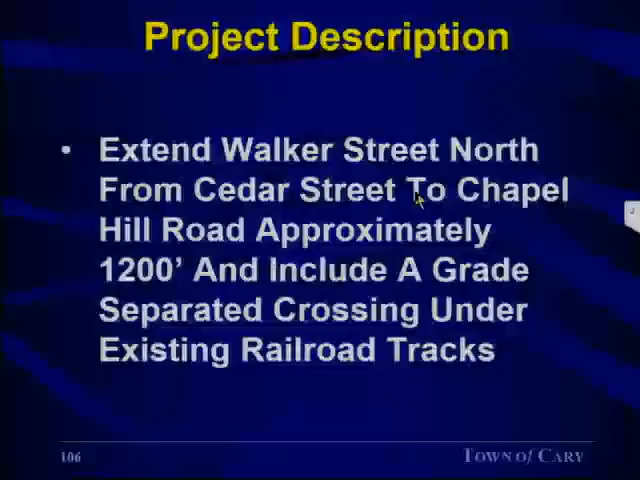 Project Description
• Extend Walker Street North
From Cedar Street To Chapel
Hill Road Approximately
1200’ And Include A Grade
Separated Crossing Under
Existing Railroad Tracks
106
TOWN of CARY